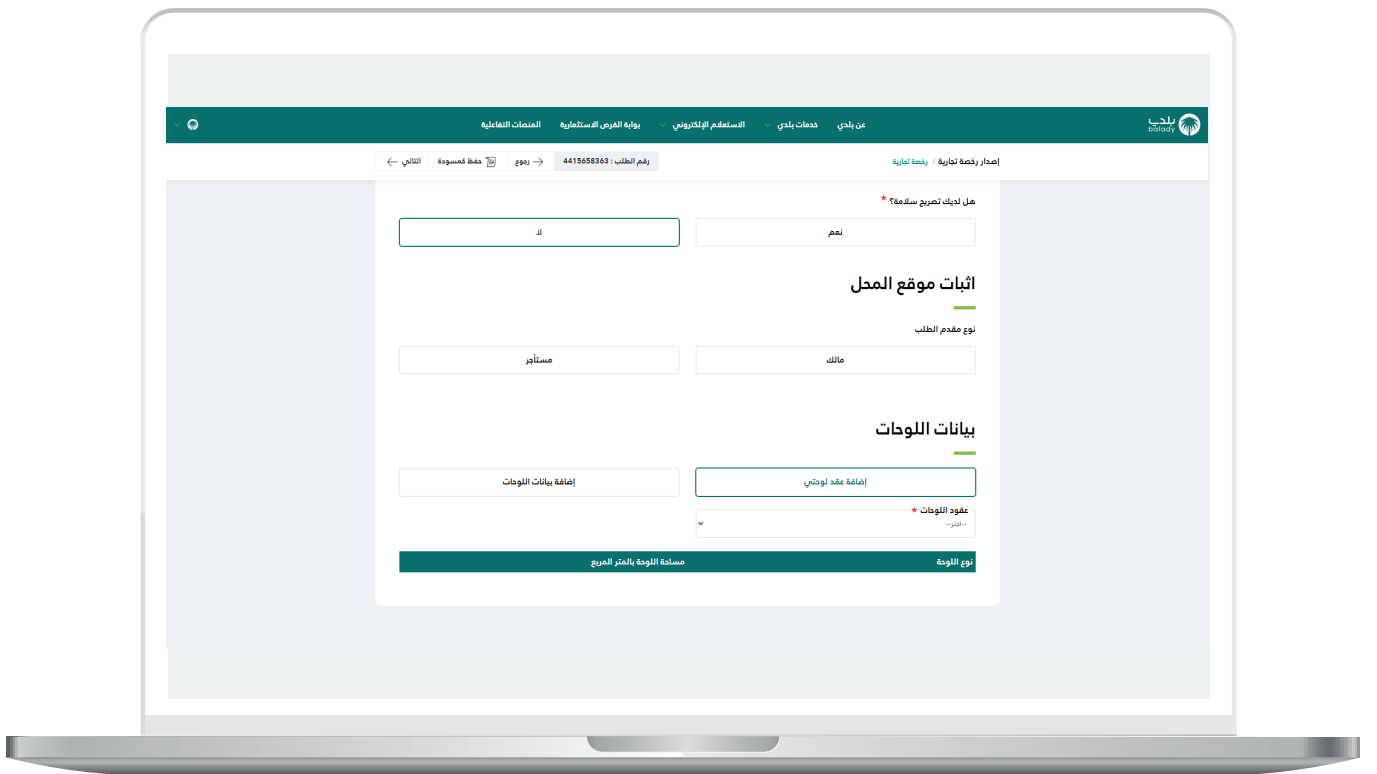 بلدي
balady
عن بلدي
خدمات بلدي
الاستعلام الإلكتروني
بوابة الفرص الاستثمارية
المنصات التفاعلية
إصدار رخصة تجارية / رخصة تجارية
رقم الطلب : 4415658363
رجوع
حفظ كمسودة
التالي
هل لديك تصريح سلامة؟ *
نعم
لا
اثبات موقع المحل
نوع مقدم الطلب
مالك
مستأجر
بيانات اللوحات
إضافة عقد لوحتي
إضافة بيانات اللوحات
عقود اللوحات *
--اختر--
نوع اللوحة
مساحة اللوحة بالمتر المربع